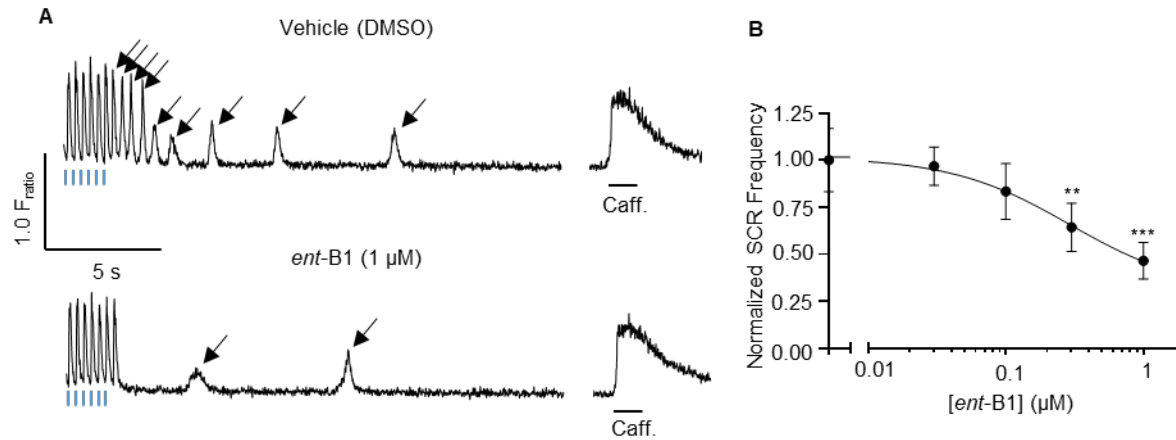 A
Vehicle (DMSO)
1.0 Fratio
5 s
Caff.
ent-B1 (1 µM)
Caff.
B
Normalized SCR Frequency
1.25
1.00
0.75
0.50
0.25
0.00
**
***
0.01
0.1
1
[ent-B1] (µM)